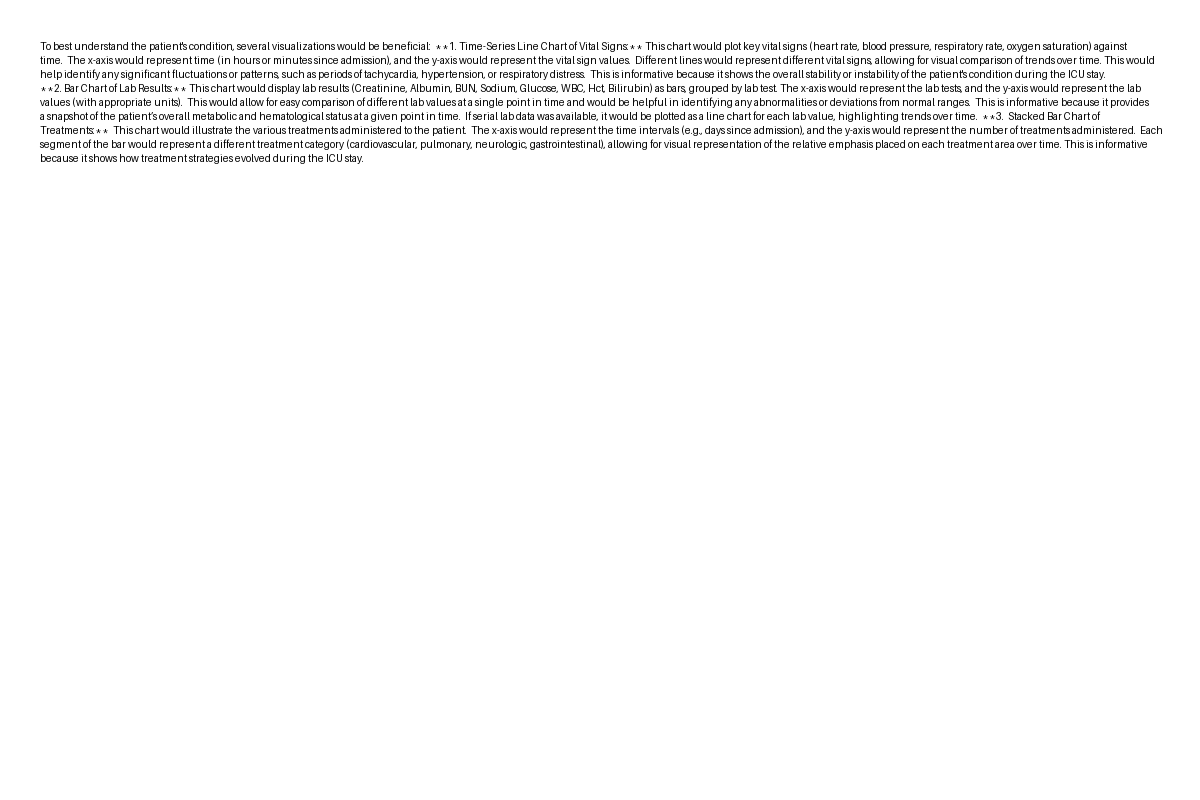 To best understand the patient's condition, several visualizations would be beneficial:  **1. Time-Series Line Chart of Vital Signs:** This chart would plot key vital signs (heart rate, blood pressure, respiratory rate, oxygen saturation) against
time.  The x-axis would represent time (in hours or minutes since admission), and the y-axis would represent the vital sign values.  Different lines would represent different vital signs, allowing for visual comparison of trends over time. This would
help identify any significant fluctuations or patterns, such as periods of tachycardia, hypertension, or respiratory distress.  This is informative because it shows the overall stability or instability of the patient's condition during the ICU stay.
**2. Bar Chart of Lab Results:** This chart would display lab results (Creatinine, Albumin, BUN, Sodium, Glucose, WBC, Hct, Bilirubin) as bars, grouped by lab test. The x-axis would represent the lab tests, and the y-axis would represent the lab
values (with appropriate units).  This would allow for easy comparison of different lab values at a single point in time and would be helpful in identifying any abnormalities or deviations from normal ranges.  This is informative because it provides
a snapshot of the patient's overall metabolic and hematological status at a given point in time.  If serial lab data was available, it would be plotted as a line chart for each lab value, highlighting trends over time.  **3.  Stacked Bar Chart of
Treatments:**  This chart would illustrate the various treatments administered to the patient.  The x-axis would represent the time intervals (e.g., days since admission), and the y-axis would represent the number of treatments administered.  Each
segment of the bar would represent a different treatment category (cardiovascular, pulmonary, neurologic, gastrointestinal), allowing for visual representation of the relative emphasis placed on each treatment area over time. This is informative
because it shows how treatment strategies evolved during the ICU stay.